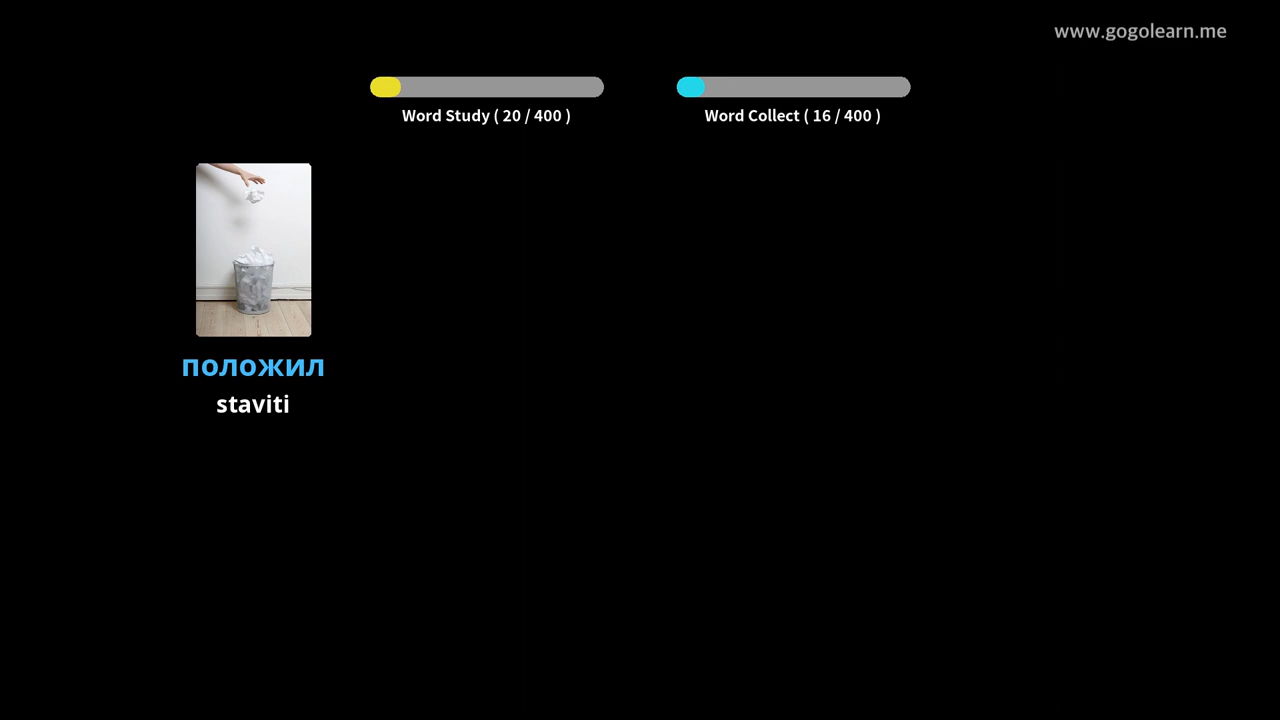 www.gogolearn.me
Word Study ( 20 / 400 )
Word Collect ( 16 / 400 )
положил
staviti